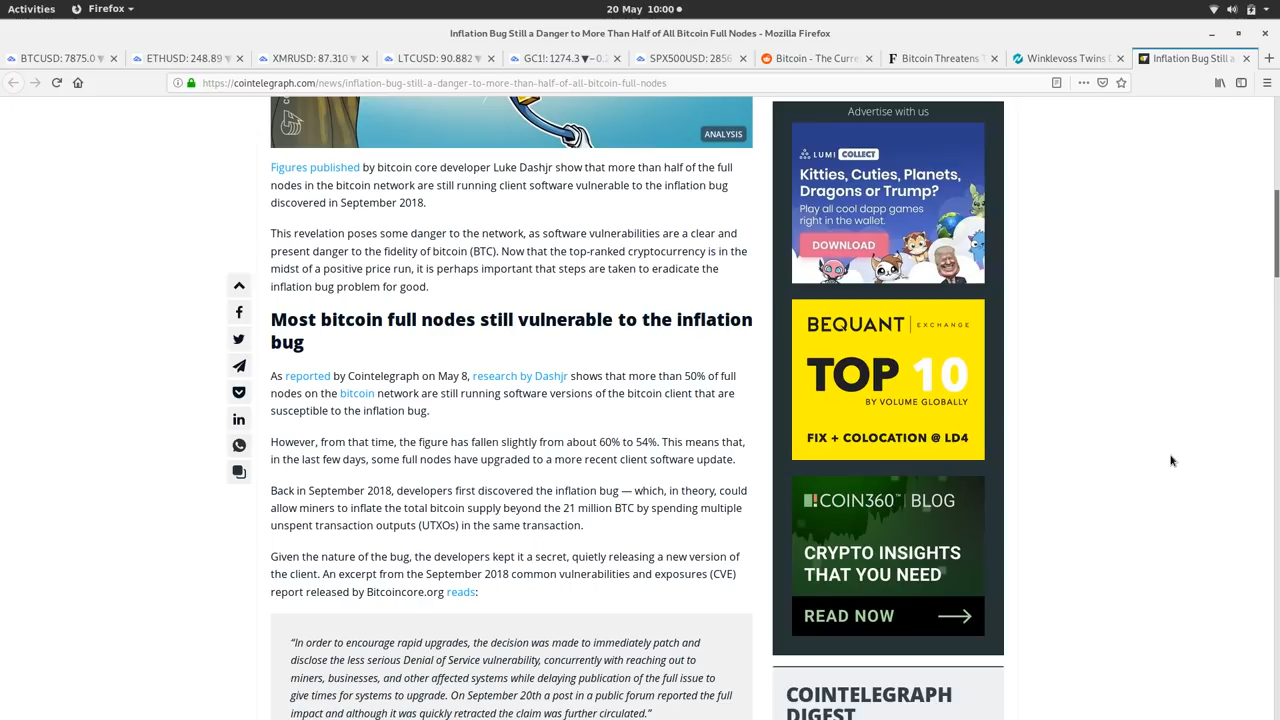 Activities
Firefox
20 May 10:00
Inflation Bug Still a Danger to More Than Half of All Bitcoin Full Nodes - Mozilla Firefox
BTCUSD: 7875.0 ▼
ETHUSD: 248.89 ▼
XMRUSD: 87.310 ▼
LTCUSD: 90.882 ▼
GC1!: 1274.3 ▼ −0.2
SPX500USD: 2856
Bitcoin - The Curre
Bitcoin Threatens T
Winklevoss Twins D
Inflation Bug Still a
https://cointelegraph.com/news/inflation-bug-still-a-danger-to-more-than-half-of-all-bitcoin-full-nodes
ANALYSIS
Figures published by bitcoin core developer Luke Dashjr show that more than half of the full
nodes in the bitcoin network are still running client software vulnerable to the inflation bug
discovered in September 2018.
This revelation poses some danger to the network, as software vulnerabilities are a clear and
present danger to the fidelity of bitcoin (BTC). Now that the top-ranked cryptocurrency is in the
midst of a positive price run, it is perhaps important that steps are taken to eradicate the
inflation bug problem for good.
Most bitcoin full nodes still vulnerable to the inflation
bug
As reported by Cointelegraph on May 8, research by Dashjr shows that more than 50% of full
nodes on the bitcoin network are still running software versions of the bitcoin client that are
susceptible to the inflation bug.
However, from that time, the figure has fallen slightly from about 60% to 54%. This means that,
in the last few days, some full nodes have upgraded to a more recent client software update.
Back in September 2018, developers first discovered the inflation bug — which, in theory, could
allow miners to inflate the total bitcoin supply beyond the 21 million BTC by spending multiple
unspent transaction outputs (UTXOs) in the same transaction.
Given the nature of the bug, the developers kept it a secret, quietly releasing a new version of
the client. An excerpt from the September 2018 common vulnerabilities and exposures (CVE)
report released by Bitcoincore.org reads:
“In order to encourage rapid upgrades, the decision was made to immediately patch and
disclose the less serious Denial of Service vulnerability, concurrently with reaching out to
miners, businesses, and other affected systems while delaying publication of the full issue to
give times for systems to upgrade. On September 20th a post in a public forum reported the full
impact and although it was quickly retracted the claim was further circulated.”
Advertise with us
LUMI COLLECT
Kitties, Cuties, Planets,
Dragons or Trump?
Play all cool dapp games
right in the wallet.
DOWNLOAD
BEQUANT | EXCHANGE
TOP 10
BY VOLUME GLOBALLY
FIX + COLOCATION @ LD4
COIN360™ BLOG
CRYPTO INSIGHTS
THAT YOU NEED
READ NOW
COINTELEGRAPH
DIGEST